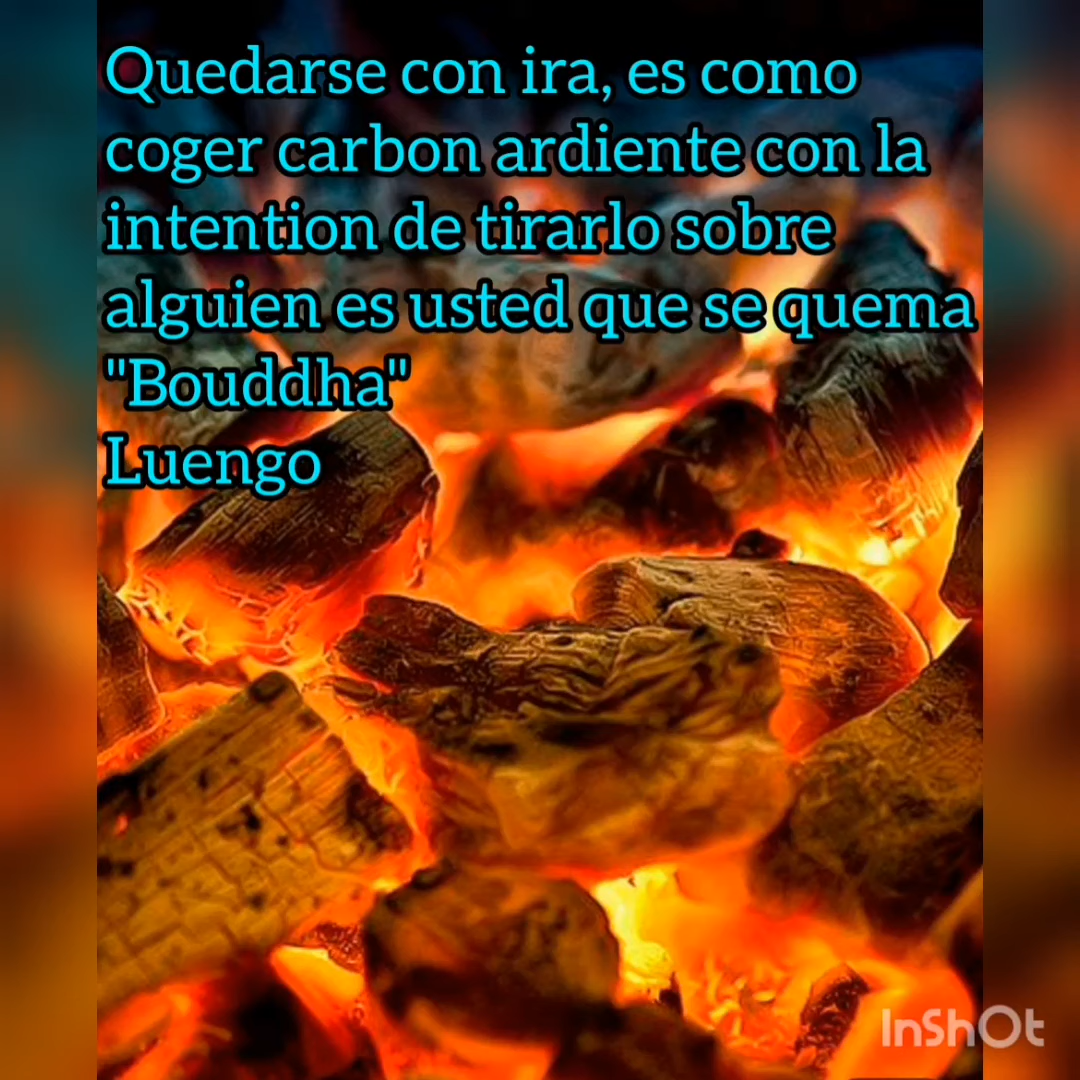 Quedarse con ira, es como
coger carbon ardiente con la
intention de tirarlo sobre
alguien es usted que se quema
"Bouddha"
Luengo
InShOt